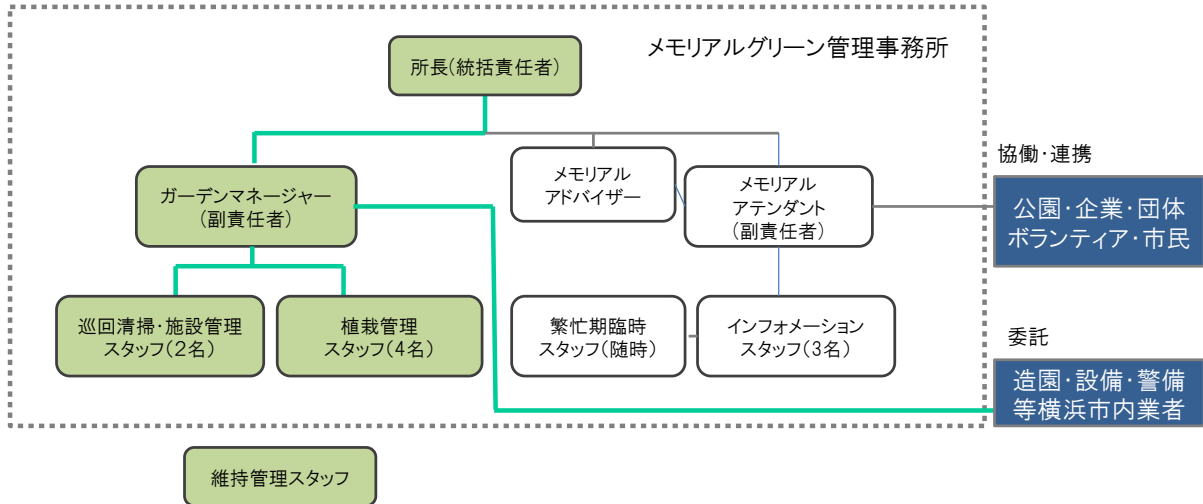 メモリアルグリーン管理事務所
所長(統括責任者)
ガーデンマネージャー
(副責任者)
メモリアル
アドバイザー
メモリアル
アテンダント
(副責任者)
協働・連携
公園・企業・団体
ボランティア・市民
巡回清掃・施設管理
スタッフ(2名)
植栽管理
スタッフ(4名)
繁忙期臨時
スタッフ(随時)
インフォメーション
スタッフ(3名)
委託
造園・設備・警備
等横浜市内業者
維持管理スタッフ